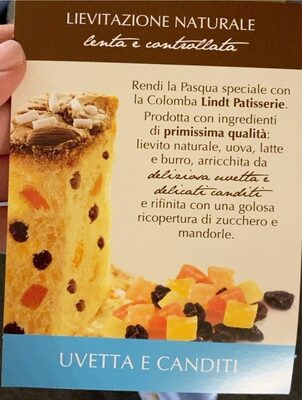 LIEVITAZIONE NATURALE
lenta e controllata
Rendi la Pasqua speciale con
la Colomba Lindt Patisserie.
Prodotta con ingredienti
di primissima qualità:
lievito naturale, uova, latte
e burro, arricchita da
deliziosa uvetta e
delicati canditi
e rifinita con una golosa
ricopertura di zucchero e
mandorle.
UVETTA E CANDITI